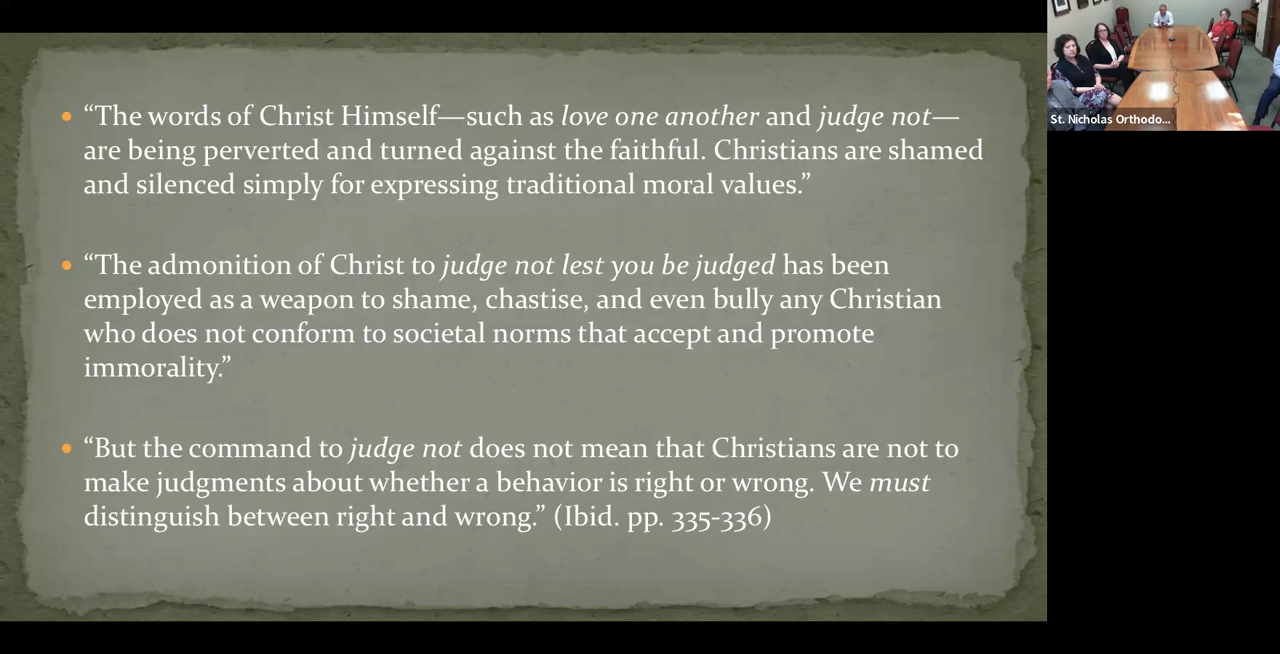 • “The words of Christ Himself—such as love one another and judge not—
are being perverted and turned against the faithful. Christians are shamed
and silenced simply for expressing traditional moral values.”
• “The admonition of Christ to judge not lest you be judged has been
employed as a weapon to shame, chastise, and even bully any Christian
who does not conform to societal norms that accept and promote
immorality.”
• “But the command to judge not does not mean that Christians are not to
make judgments about whether a behavior is right or wrong. We must
distinguish between right and wrong.” (Ibid. pp. 335-336)
St. Nicholas Orthodo...